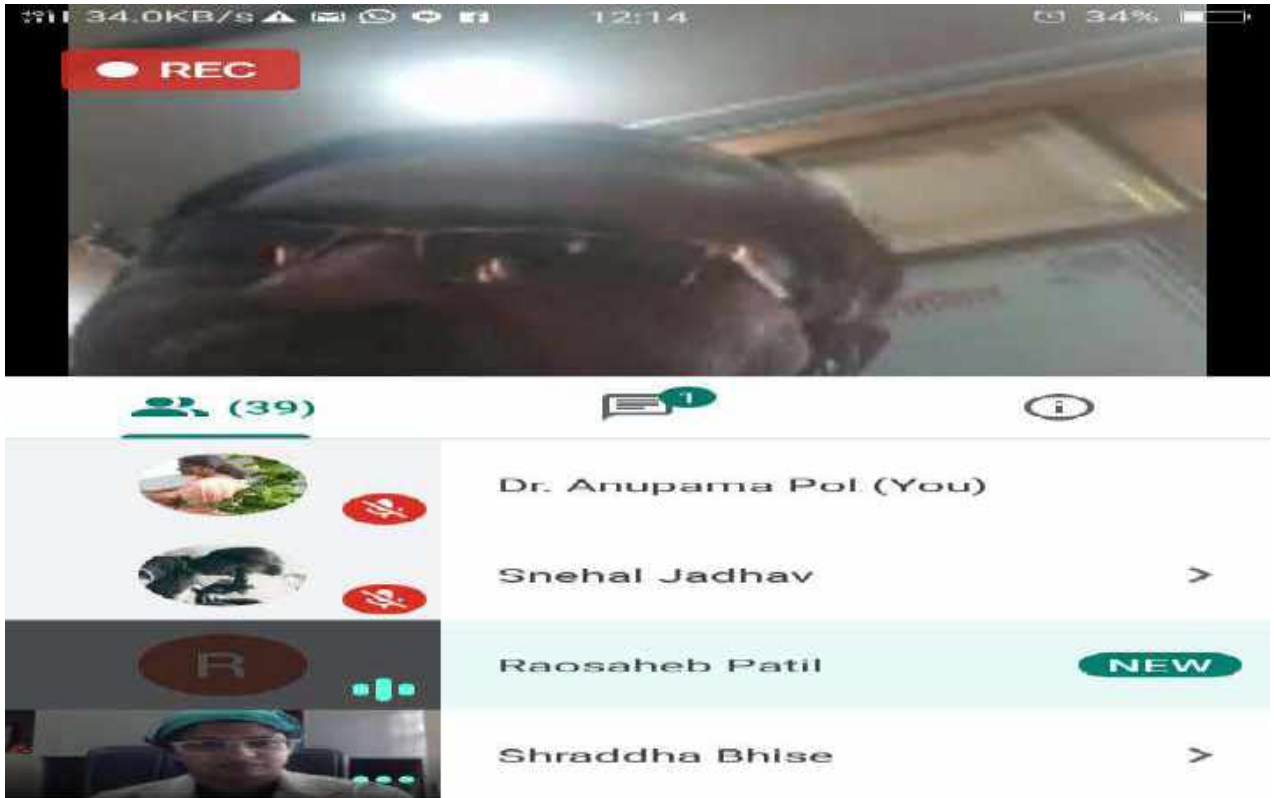 34.0KB/s 12:14 34%
REC
(39) 1
Dr. Anupama Pol (You)
Snehal Jadhav
R
Raosaheb Patil NEW
Shraddha Bhise